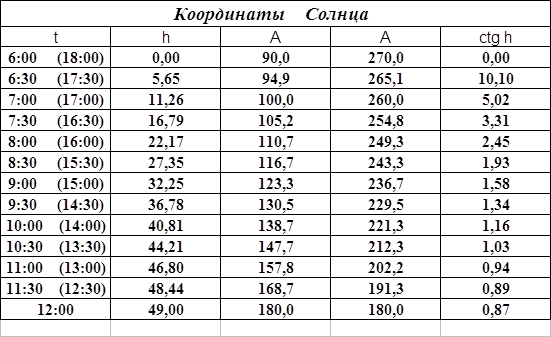 Координаты Солнца
t h A A ctg h
6:00 (18:00) 0,00 90,0 270,0 0,00
6:30 (17:30) 5,65 94,9 265,1 10,10
7:00 (17:00) 11,26 100,0 260,0 5,02
7:30 (16:30) 16,79 105,2 254,8 3,31
8:00 (16:00) 22,17 110,7 249,3 2,45
8:30 (15:30) 27,35 116,7 243,3 1,93
9:00 (15:00) 32,25 123,3 236,7 1,58
9:30 (14:30) 36,78 130,5 229,5 1,34
10:00 (14:00) 40,81 138,7 221,3 1,16
10:30 (13:30) 44,21 147,7 212,3 1,03
11:00 (13:00) 46,80 157,8 202,2 0,94
11:30 (12:30) 48,44 168,7 191,3 0,89
12:00 49,00 180,0 180,0 0,87